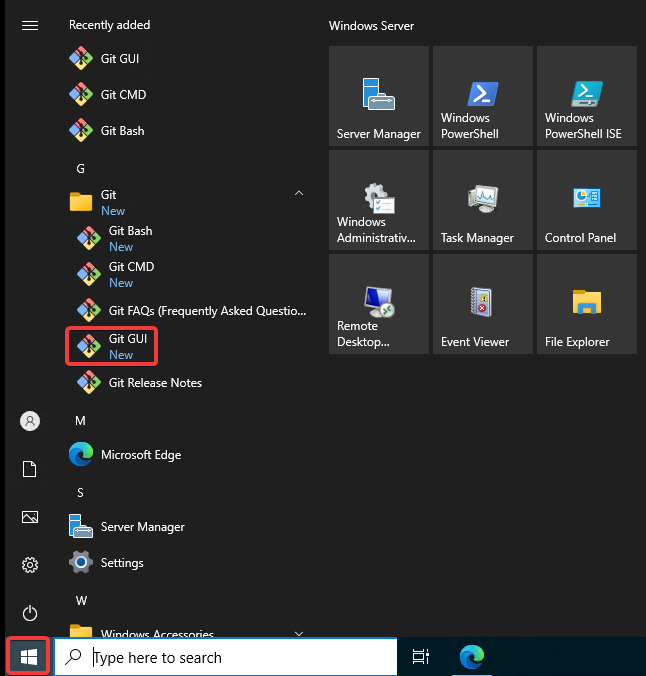 Recently added
Git GUI
Git CMD
Git Bash
G
Git
New
Git Bash
New
Git CMD
New
Git FAQs (Frequently Asked Questio...
Git GUI
New
Git Release Notes
M
Microsoft Edge
S
Server Manager
Settings
W
Windows Accessories
Windows Server
Server Manager
Windows
PowerShell
Windows
PowerShell ISE
Windows
Administrativ...
Task Manager
Control Panel
Remote
Desktop...
Event Viewer
File Explorer
Type here to search